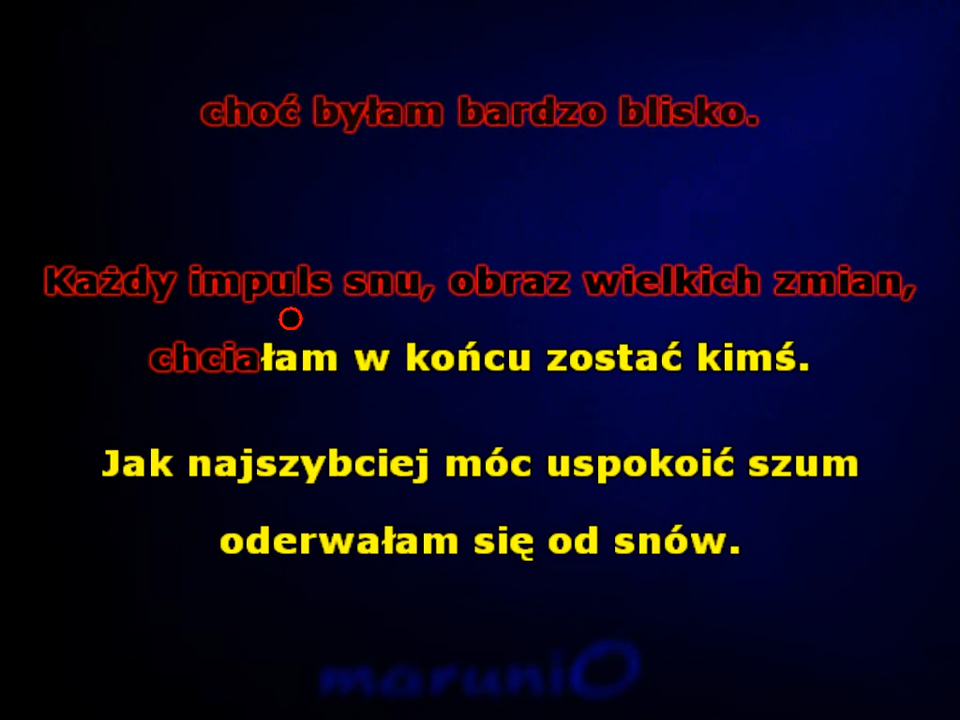 choć byłam bardzo blisko.
Każdy impuls snu, obraz wielkich zmian,
chciałam w końcu zostać kimś.
Jak najszybciej móc uspokoić szum
oderwałam się od snów.
maruniO